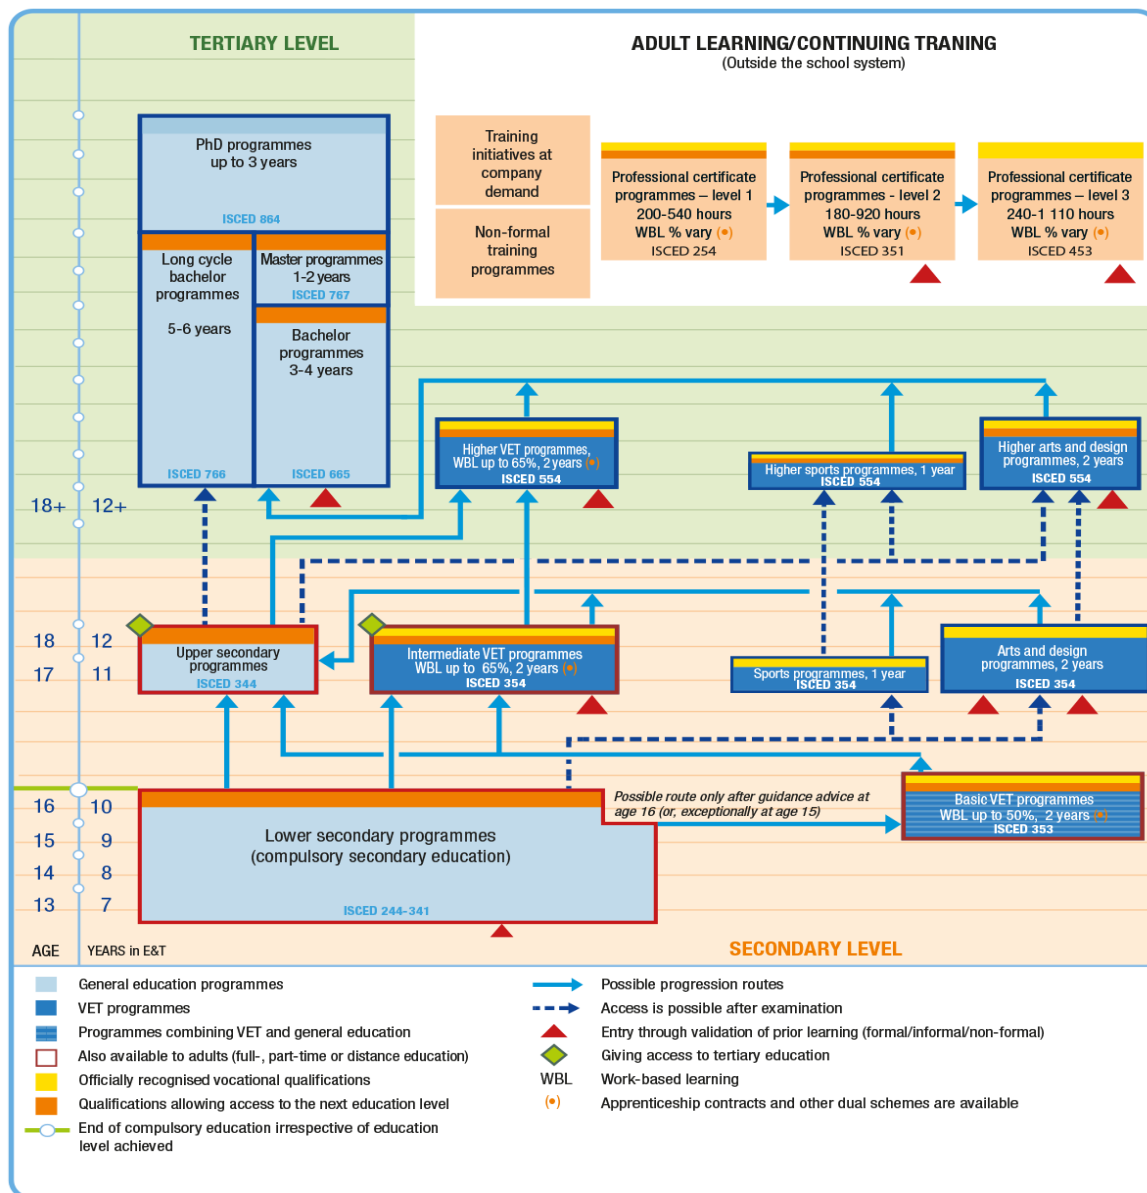 TERTIARY LEVEL
ADULT LEARNING/CONTINUING TRANING
(Outside the school system)
PhD programmes
up to 3 years
ISCED 864
Long cycle
bachelor
programmes
5-6 years
ISCED 766
Master programmes
1-2 years
ISCED 767
Bachelor
programmes
3-4 years
ISCED 665
Training
initiatives at
company
demand
Non-formal
training
programmes
Professional certificate
programmes – level 1
200-540 hours
WBL % vary (•)
ISCED 254
Professional certificate
programmes - level 2
180-920 hours
WBL % vary (•)
ISCED 351
Professional certificate
programmes – level 3
240-1 110 hours
WBL % vary (•)
ISCED 453
Higher VET programmes,
WBL up to 65%, 2 years (•)
ISCED 554
Higher sports programmes, 1 year
ISCED 554
Higher arts and design
programmes, 2 years
ISCED 554
18+ 12+
18 12
17 11
Upper secondary
programmes
ISCED 344
Intermediate VET programmes
WBL up to 65%, 2 years (•)
ISCED 354
Sports programmes, 1 year
ISCED 354
Arts and design
programmes, 2 years
ISCED 354
16 10
15 9
14 8
13 7
Lower secondary programmes
(compulsory secondary education)
ISCED 244-341
Possible route only after guidance advice at
age 16 (or, exceptionally at age 15)
Basic VET programmes
WBL up to 50%, 2 years (•)
ISCED 353
AGE YEARS in E&T
SECONDARY LEVEL
General education programmes
VET programmes
Programmes combining VET and general education
Also available to adults (full-, part-time or distance education)
Officially recognised vocational qualifications
Qualifications allowing access to the next education level
End of compulsory education irrespective of education
level achieved
Possible progression routes
Access is possible after examination
Entry through validation of prior learning (formal/informal/non-formal)
Giving access to tertiary education
WBL Work-based learning
(•) Apprenticeship contracts and other dual schemes are available